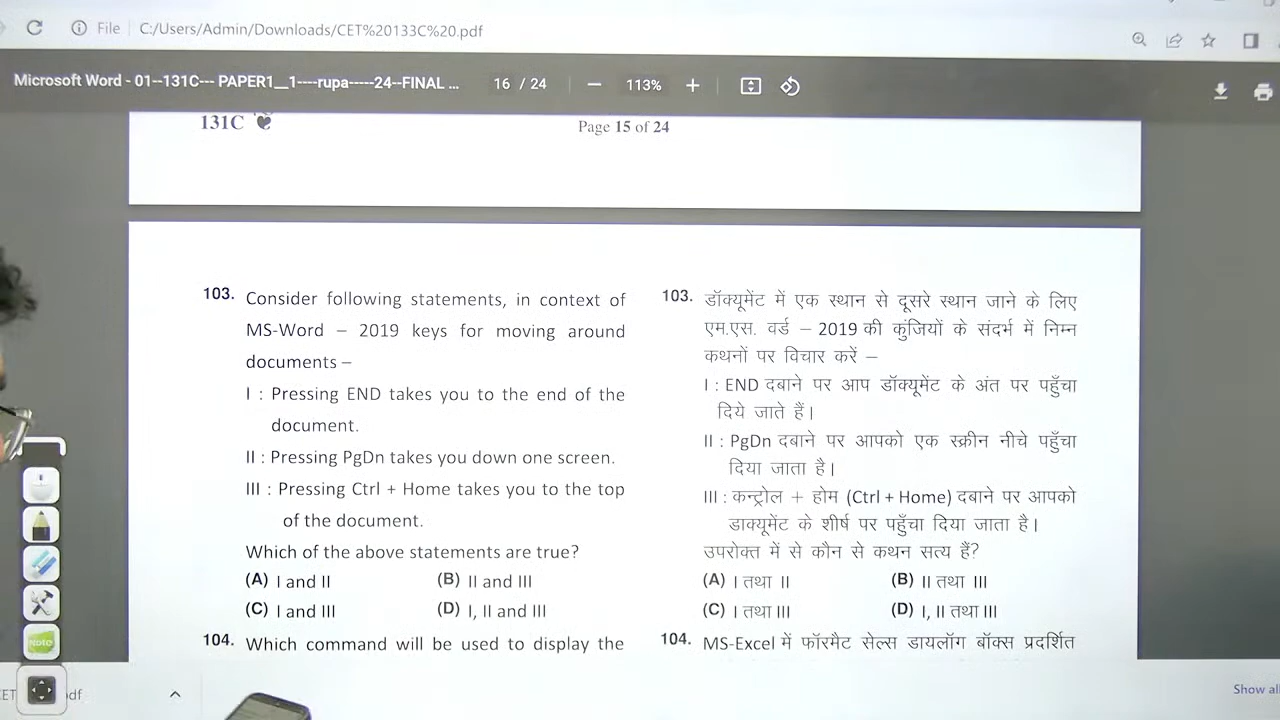 File C:/Users/Admin/Downloads/CET%20133C%20.pdf
Microsoft Word - 01--131C--- PAPER1__1----rupa-----24--FINAL ...
16 / 24
113%
131C
Page 15 of 24
103. Consider following statements, in context of
MS-Word – 2019 keys for moving around
documents –
I : Pressing END takes you to the end of the
document.
II : Pressing PgDn takes you down one screen.
III : Pressing Ctrl + Home takes you to the top
of the document.
Which of the above statements are true?
(A) I and II (B) II and III
(C) I and III (D) I, II and III
104. Which command will be used to display the
103. डॉक्यूमेंट में एक स्थान से दूसरे स्थान जाने के लिए
एम.एस. वर्ड – 2019 की कुंजियों के संदर्भ में निम्न
कथनों पर विचार करें –
I : END दबाने पर आप डॉक्यूमेंट के अंत पर पहुँचा
दिये जाते हैं।
II : PgDn दबाने पर आपको एक स्क्रीन नीचे पहुँचा
दिया जाता है।
III : कन्ट्रोल + होम (Ctrl + Home) दबाने पर आपको
डाक्यूमेंट के शीर्ष पर पहुँचा दिया जाता है।
उपरोक्त में से कौन से कथन सत्य हैं?
(A) I तथा II (B) II तथा III
(C) I तथा III (D) I, II तथा III
104. MS-Excel में फॉरमैट सेल्स डायलॉग बॉक्स प्रदर्शित
NOTE
Show all